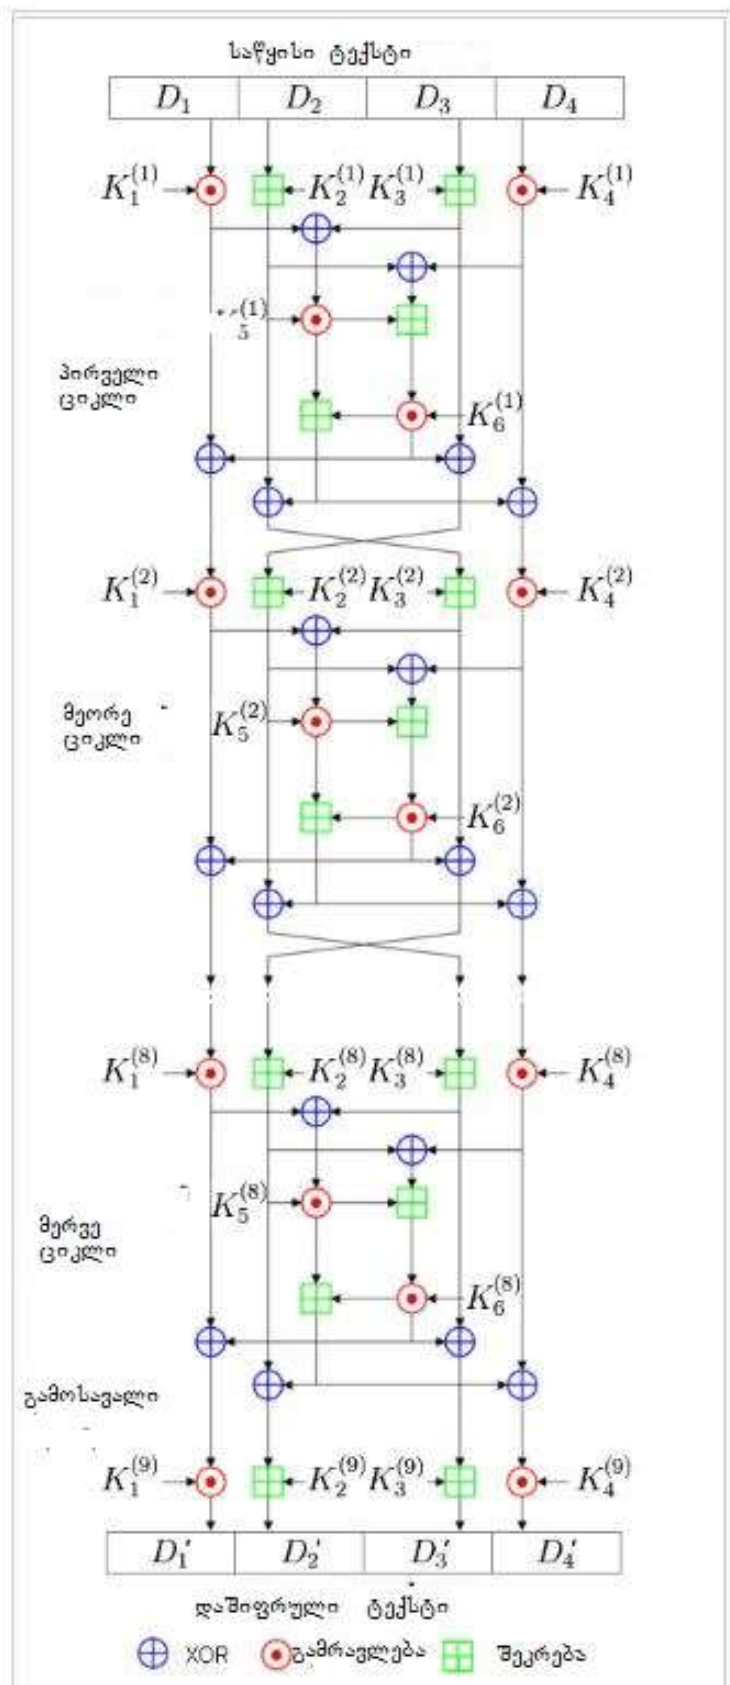 საწყისი ტექსტი
D₁ D₂ D₃ D₄
K₁⁽¹⁾ K₂⁽¹⁾ K₃⁽¹⁾ K₄⁽¹⁾
₅⁽¹⁾
პირველი
ციკლი
K₆⁽¹⁾
K₁⁽²⁾ K₂⁽²⁾ K₃⁽²⁾ K₄⁽²⁾
მეორე
ციკლი
K₅⁽²⁾
K₆⁽²⁾
K₁⁽⁸⁾ K₂⁽⁸⁾ K₃⁽⁸⁾ K₄⁽⁸⁾
K₅⁽⁸⁾
მერვე
ციკლი
K₆⁽⁸⁾
გამოსავალი
K₁⁽⁹⁾ K₂⁽⁹⁾ K₃⁽⁹⁾ K₄⁽⁹⁾
D₁′ D₂′ D₃′ D₄′
დაშიფრული ტექსტი
XOR გამრავლება შეკრება